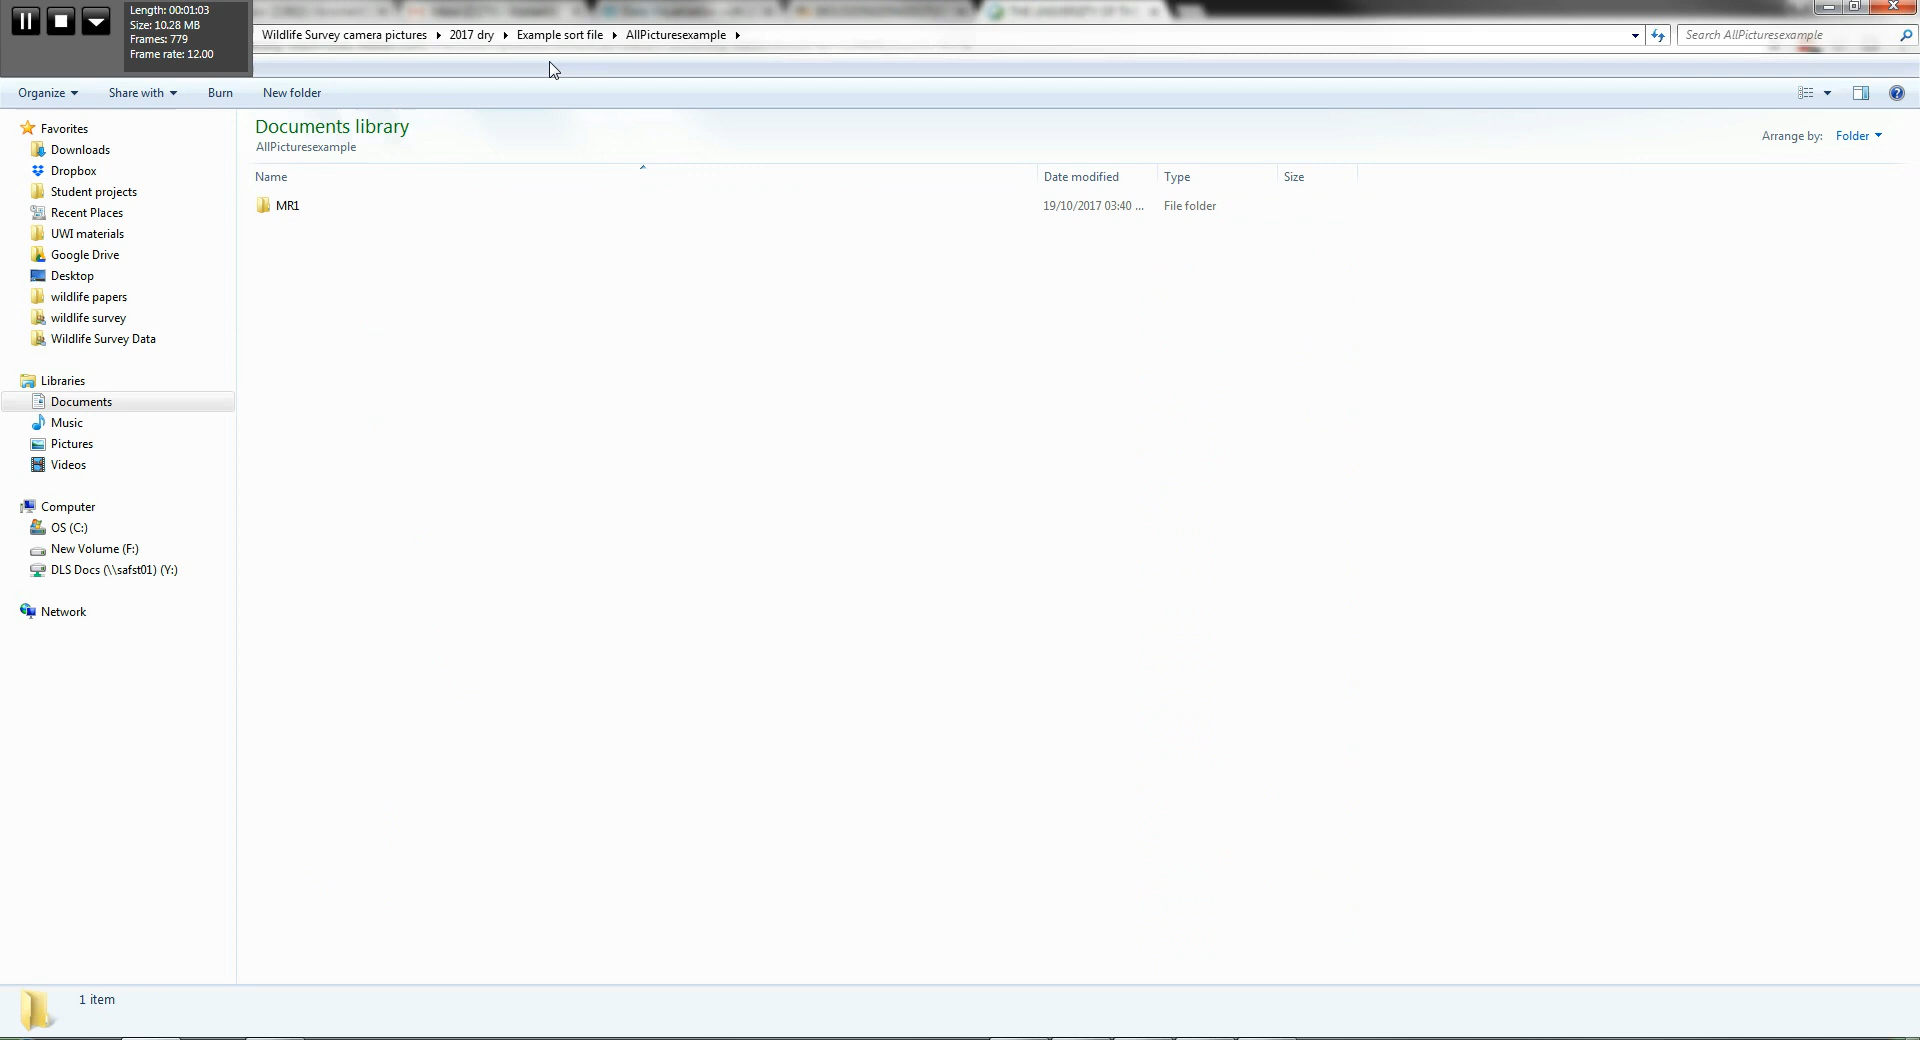 Length: 00:01:03
Size: 10.28 MB
Frames: 779
Frame rate: 12.00
Wildlife Survey camera pictures 2017 dry Example sort file AllPicturesexample
Search AllPicturesexample
Organize Share with Burn New folder
Favorites
Downloads
Dropbox
Student projects
Recent Places
UWI materials
Google Drive
Desktop
wildlife papers
wildlife survey
Wildlife Survey Data
Libraries
Documents
Music
Pictures
Videos
Computer
OS (C:)
New Volume (F:)
DLS Docs (\\safst01) (Y:)
Network
Documents library
AllPicturesexample
Arrange by: Folder
Name Date modified Type Size
MR1 19/10/2017 03:40 ... File folder
1 item